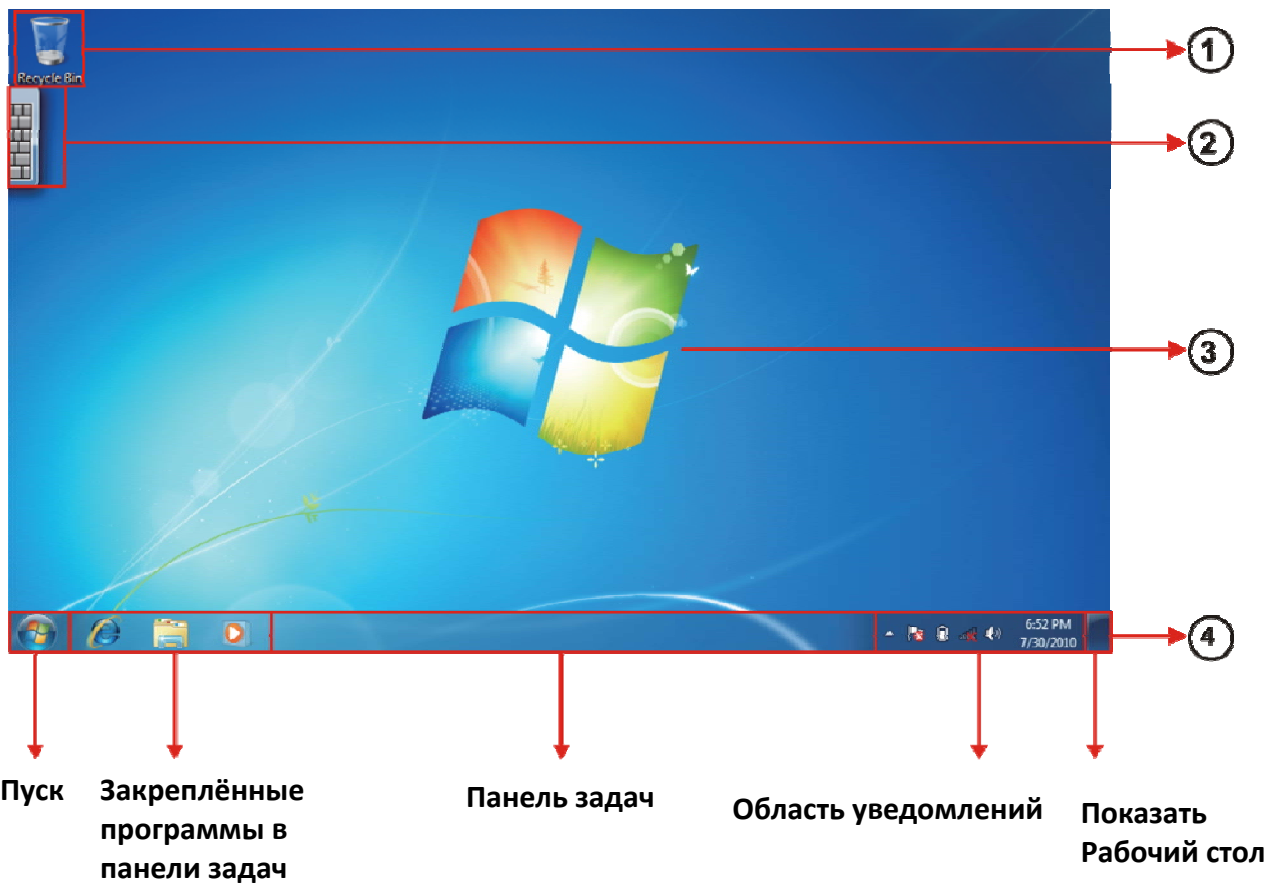 1
Recycle Bin
2
3
6:52 PM
7/30/2010
4
Пуск
Закреплённые
программы в
панели задач
Панель задач
Область уведомлений
Показать
Рабочий стол